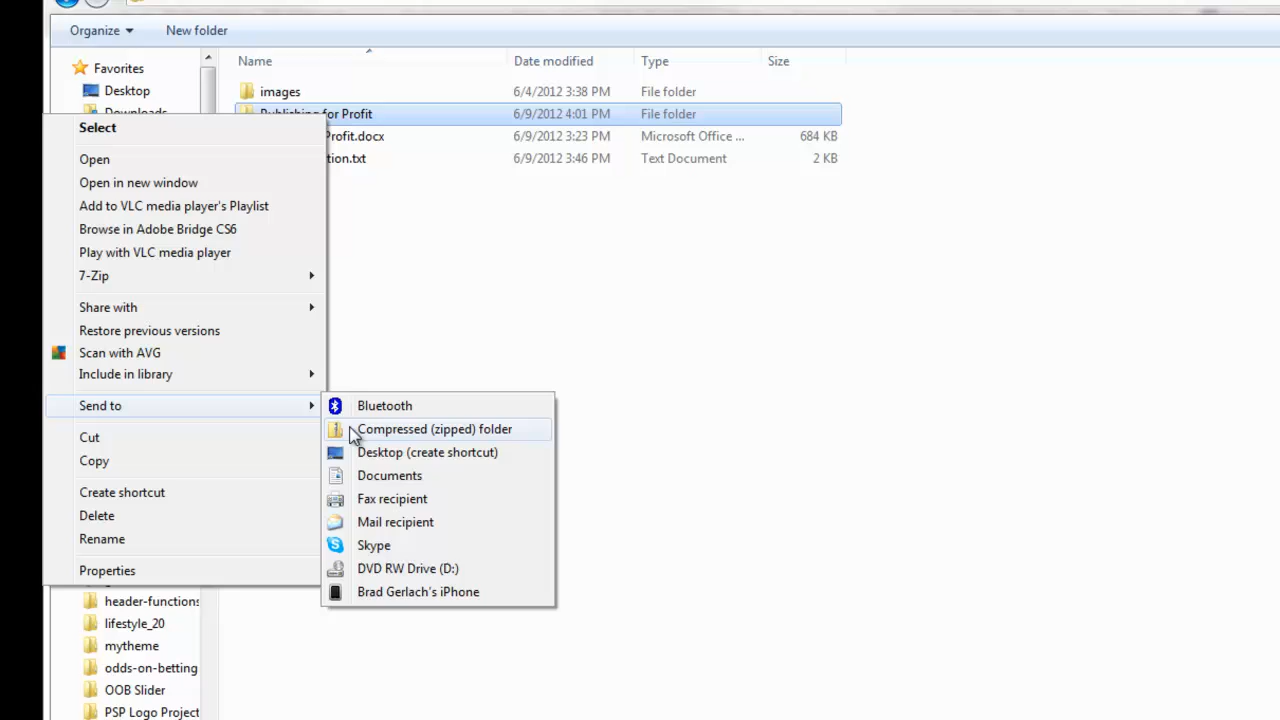 Organize
New folder
Name
Date modified
Type
Size
Favorites
Desktop
Downloads
images
6/4/2012 3:38 PM
File folder
Publishing for Profit
6/9/2012 4:01 PM
File folder
Profit.docx
6/9/2012 3:23 PM
Microsoft Office ...
684 KB
tion.txt
6/9/2012 3:46 PM
Text Document
2 KB
Select
Open
Open in new window
Add to VLC media player's Playlist
Browse in Adobe Bridge CS6
Play with VLC media player
7-Zip
Share with
Restore previous versions
Scan with AVG
Include in library
Send to
Cut
Copy
Create shortcut
Delete
Rename
Properties
Bluetooth
Compressed (zipped) folder
Desktop (create shortcut)
Documents
Fax recipient
Mail recipient
Skype
DVD RW Drive (D:)
Brad Gerlach's iPhone
header-functions
lifestyle_20
mytheme
odds-on-betting
OOB Slider
PSP Logo Project